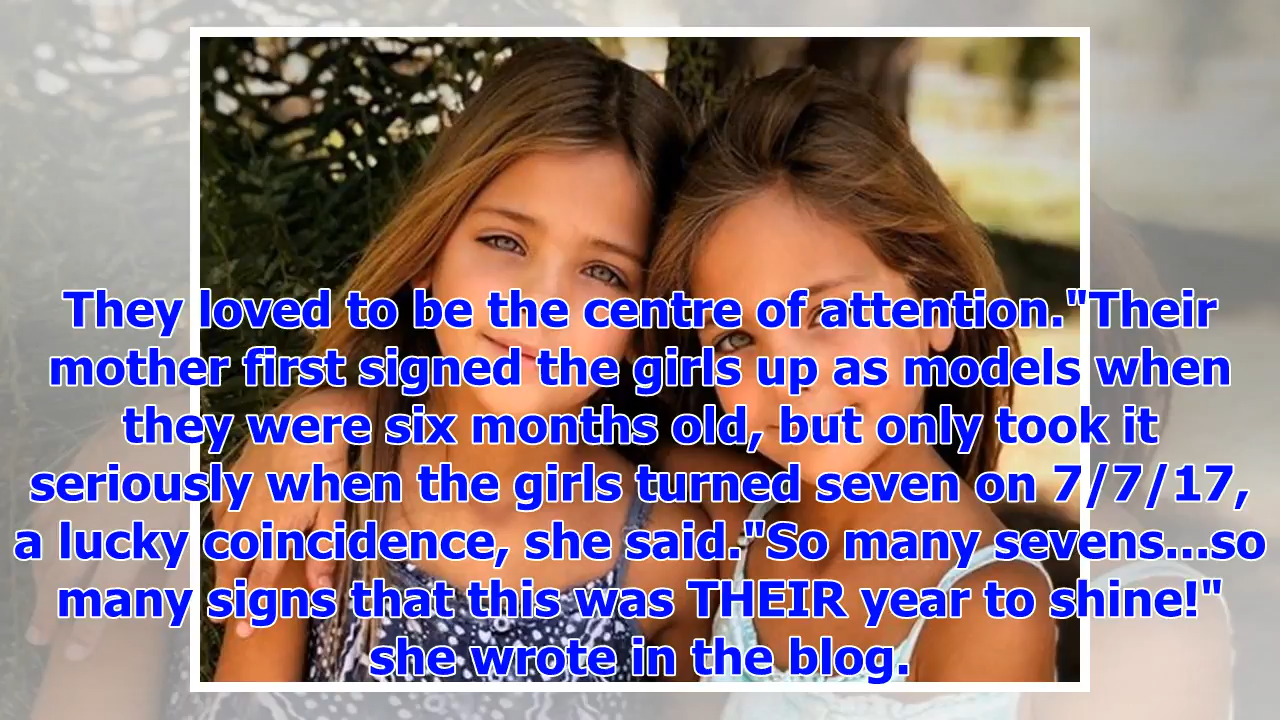 They loved to be the centre of attention."Their
mother first signed the girls up as models when
they were six months old, but only took it
seriously when the girls turned seven on 7/7/17,
a lucky coincidence, she said."So many sevens...so
many signs that this was THEIR year to shine!"
she wrote in the blog.